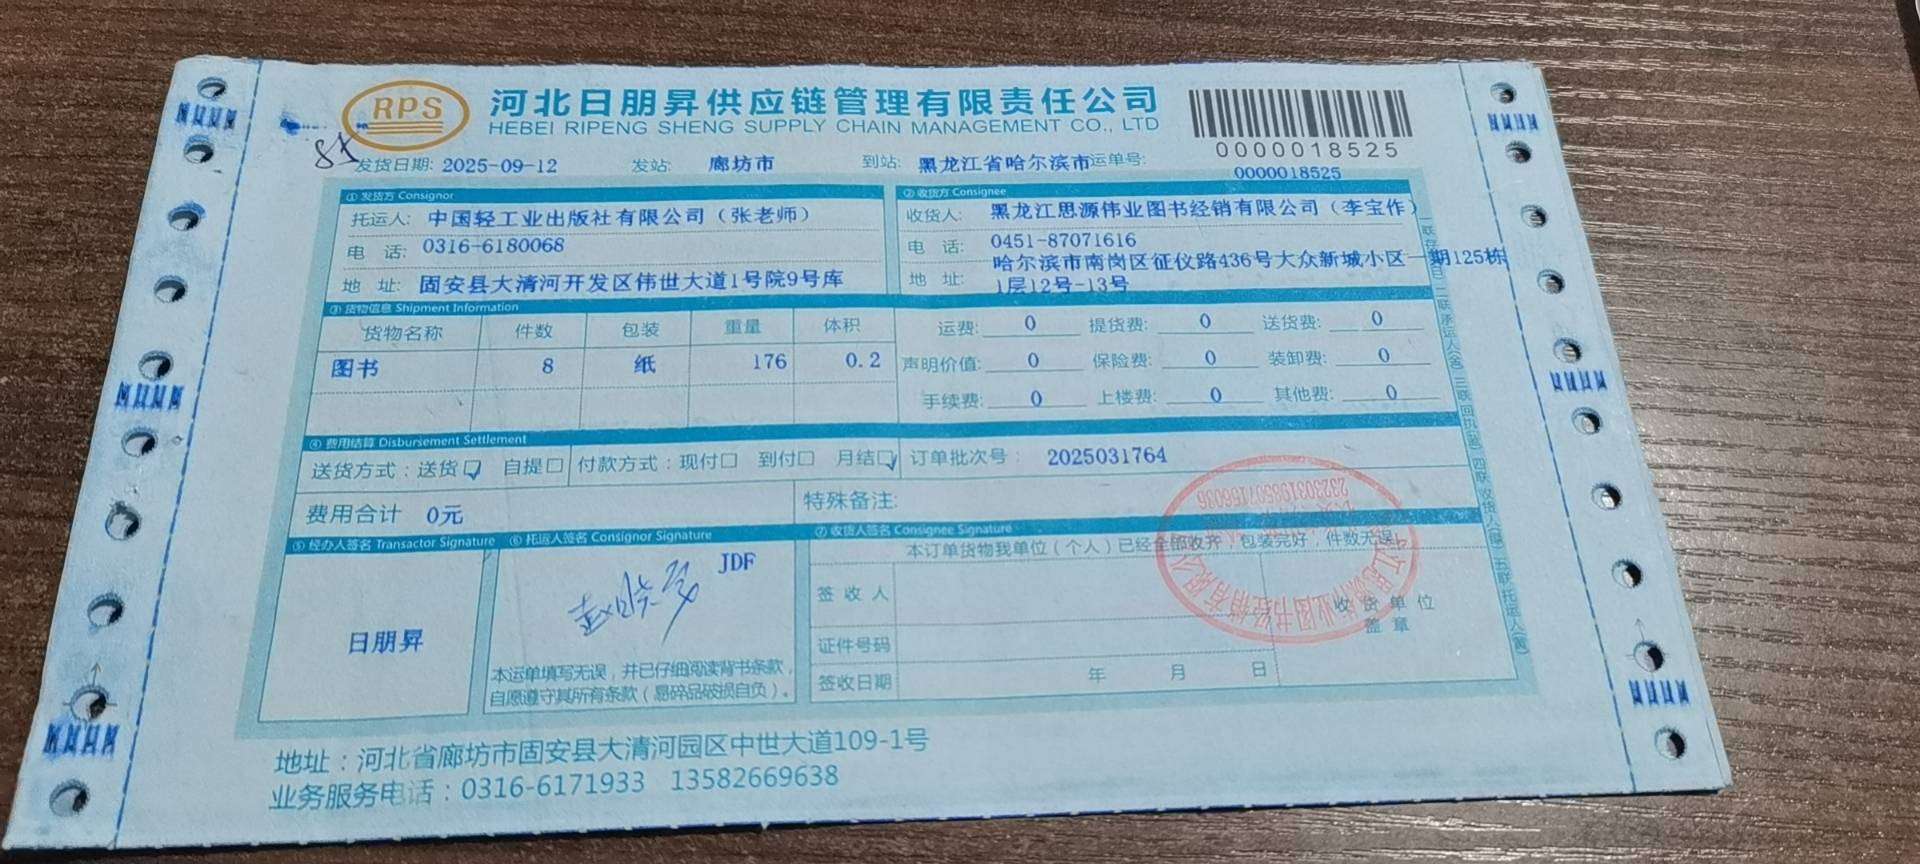 RPS
河北日朋昇供应链管理有限责任公司
HEBEI RIPENG SHENG SUPPLY CHAIN MANAGEMENT CO., LTD
0000018525
发货日期: 2025-09-12 发站: 廊坊市 到站: 黑龙江省哈尔滨市 运单号: 0000018525
① 发货方 Consignor
托运人: 中国轻工业出版社有限公司（张老师）
电 话: 0316-6180068
地 址: 固安县大清河开发区伟世大道1号院9号库
② 收货方 Consignee
收货人: 黑龙江思源伟业图书经销有限公司（李宝作）
电 话: 0451-87071616
地 址: 哈尔滨市南岗区征仪路436号大众新城小区一期125栋
1层12号-13号
③ 货物信息 Shipment Information
货物名称 件数 包装 重量 体积
图书 8 纸 176 0.2
运费: 0 提货费: 0 送货费: 0
声明价值: 0 保险费: 0 装卸费: 0
手续费: 0 上楼费: 0 其他费: 0
④ 费用结算 Disbursement Settlement
送货方式：送货☑ 自提□ 付款方式：现付□ 到付□ 月结☑ 订单批次号： 2025031764
费用合计 0元 特殊备注:
⑤ 经办人签名 Transactor Signature
日朋昇
⑥ 托运人签名 Consignor Signature
JDF
本运单填写无误，并已仔细阅读背书条款，
自愿遵守其所有条款（易碎品破损自负）。
⑦ 收货人签名 Consignee Signature
本订单货物我单位（个人）已经全部收齐，包装完好，件数无误。
签 收 人
证件号码
签收日期 年 月 日
收 货 单 位
盖 章
地址：河北省廊坊市固安县大清河园区中世大道109-1号
业务服务电话：0316-6171933 13582669638